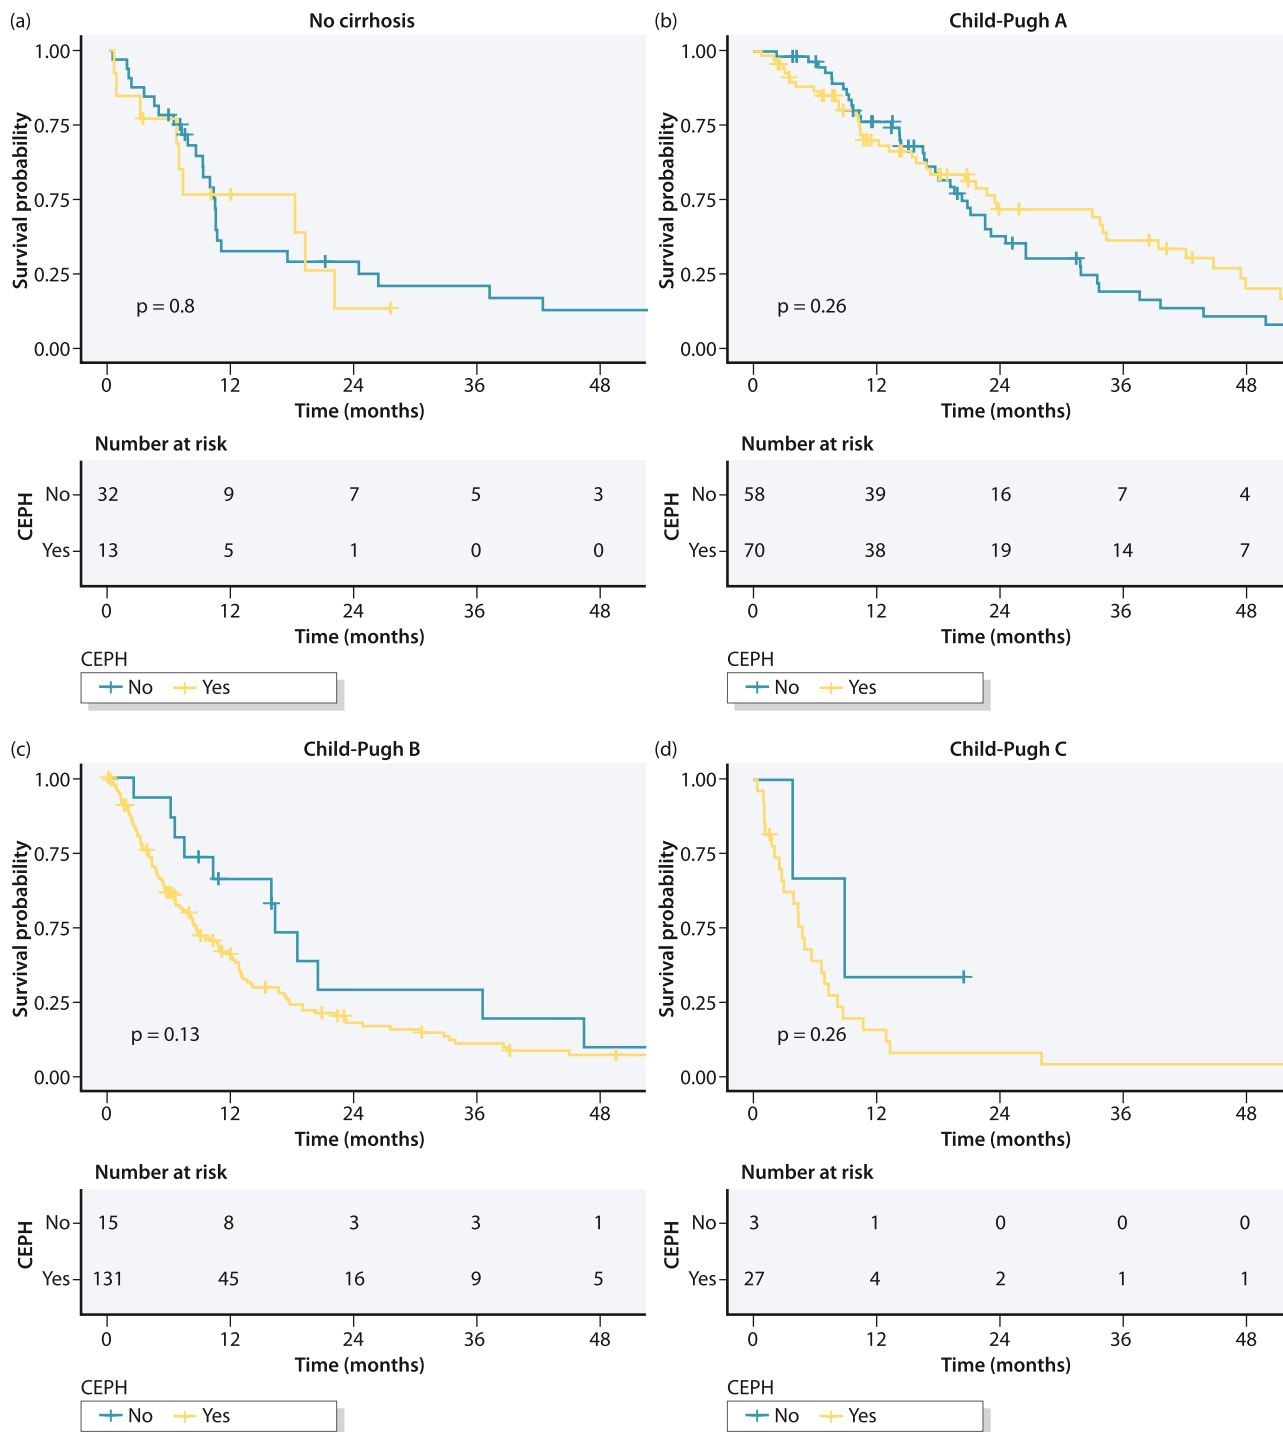 (a)
No cirrhosis
Survival probability
1.00
0.75
0.75
0.25
0.00
p = 0.8
0 12 24 36 48
Time (months)
Number at risk
CEPH
No 32 9 7 5 3
Yes 13 5 1 0 0
0 12 24 36 48
Time (months)
CEPH
No Yes
(b)
Child-Pugh A
Survival probability
1.00
0.75
0.75
0.25
0.00
p = 0.26
0 12 24 36 48
Time (months)
Number at risk
CEPH
No 58 39 16 7 4
Yes 70 38 19 14 7
0 12 24 36 48
Time (months)
CEPH
No Yes
(c)
Child-Pugh B
Survival probability
1.00
0.75
0.75
0.25
0.00
p = 0.13
0 12 24 36 48
Time (months)
Number at risk
CEPH
No 15 8 3 3 1
Yes 131 45 16 9 5
0 12 24 36 48
Time (months)
CEPH
No Yes
(d)
Child-Pugh C
Survival probability
1.00
0.75
0.75
0.25
0.00
p = 0.26
0 12 24 36 48
Time (months)
Number at risk
CEPH
No 3 1 0 0 0
Yes 27 4 2 1 1
0 12 24 36 48
Time (months)
CEPH
No Yes